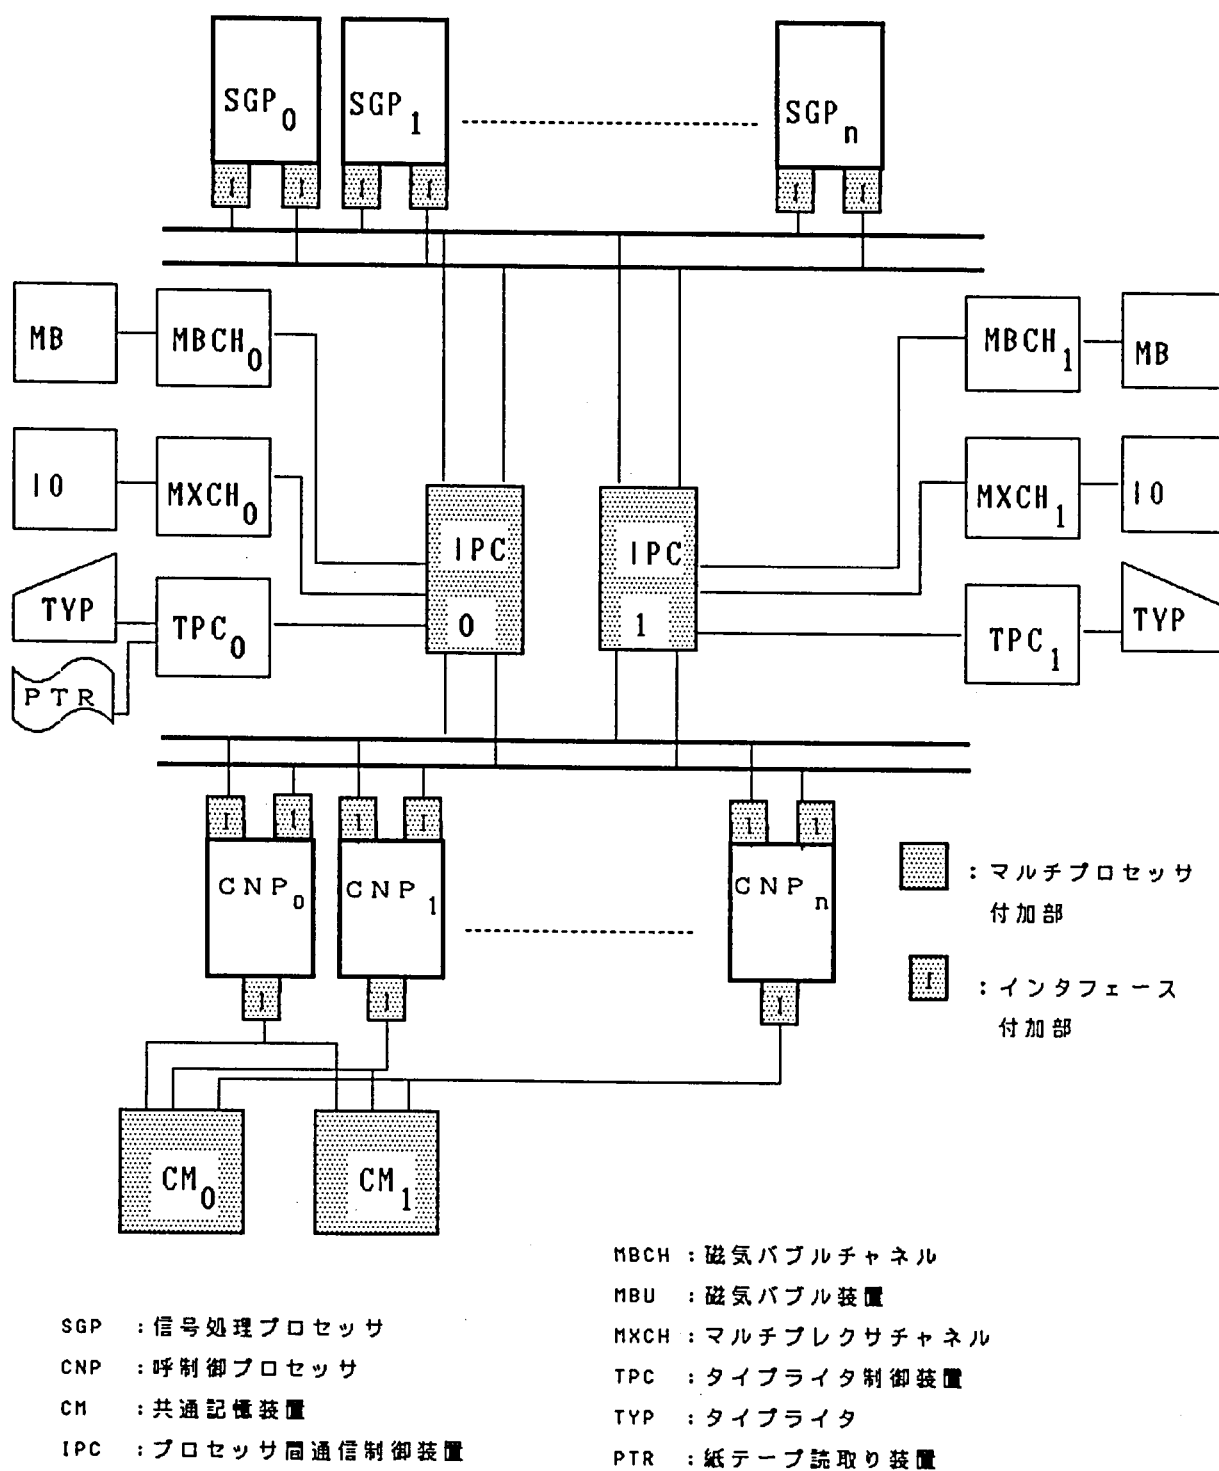 SGP0 SGP1 SGPn
I I I I I I
MB MBCH0 MBCH1 MB
IO MXCH0 MXCH1 IO
IPC IPC
0 1
TYP TPC0 TPC1 TYP
PTR
I I I I I I
CNP0 CNP1 CNPn
: マルチプロセッサ
付加部
I I I
I : インタフェース
付加部
CM0 CM1
MBCH : 磁気バブルチャネル
MBU : 磁気バブル装置
SGP : 信号処理プロセッサ
MXCH : マルチプレクサチャネル
CNP : 呼制御プロセッサ
TPC : タイプライタ制御装置
CM : 共通記憶装置
TYP : タイプライタ
IPC : プロセッサ間通信制御装置
PTR : 紙テープ読取り装置